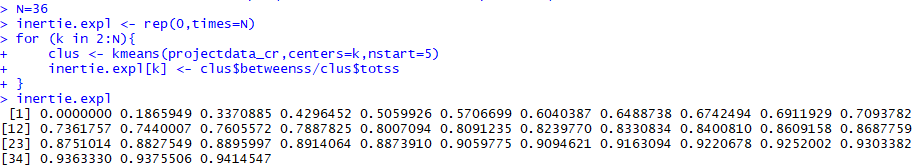 > N=36
> inertie.expl <- rep(0,times=N)
> for (k in 2:N){
+     clus <- kmeans(projectdata_cr,centers=k,nstart=5)
+     inertie.expl[k] <- clus$betweenss/clus$totss
+ }
> inertie.expl
 [1] 0.0000000 0.1865949 0.3370885 0.4296452 0.5059926 0.5706699 0.6040387 0.6488738 0.6742494 0.6911929 0.7093782
[12] 0.7361757 0.7440007 0.7605572 0.7887825 0.8007094 0.8091235 0.8239770 0.8330834 0.8400810 0.8609158 0.8687759
[23] 0.8751014 0.8827549 0.8895997 0.8914064 0.8873910 0.9059775 0.9094621 0.9163094 0.9220678 0.9252002 0.9303382
[34] 0.9363330 0.9375506 0.9414547